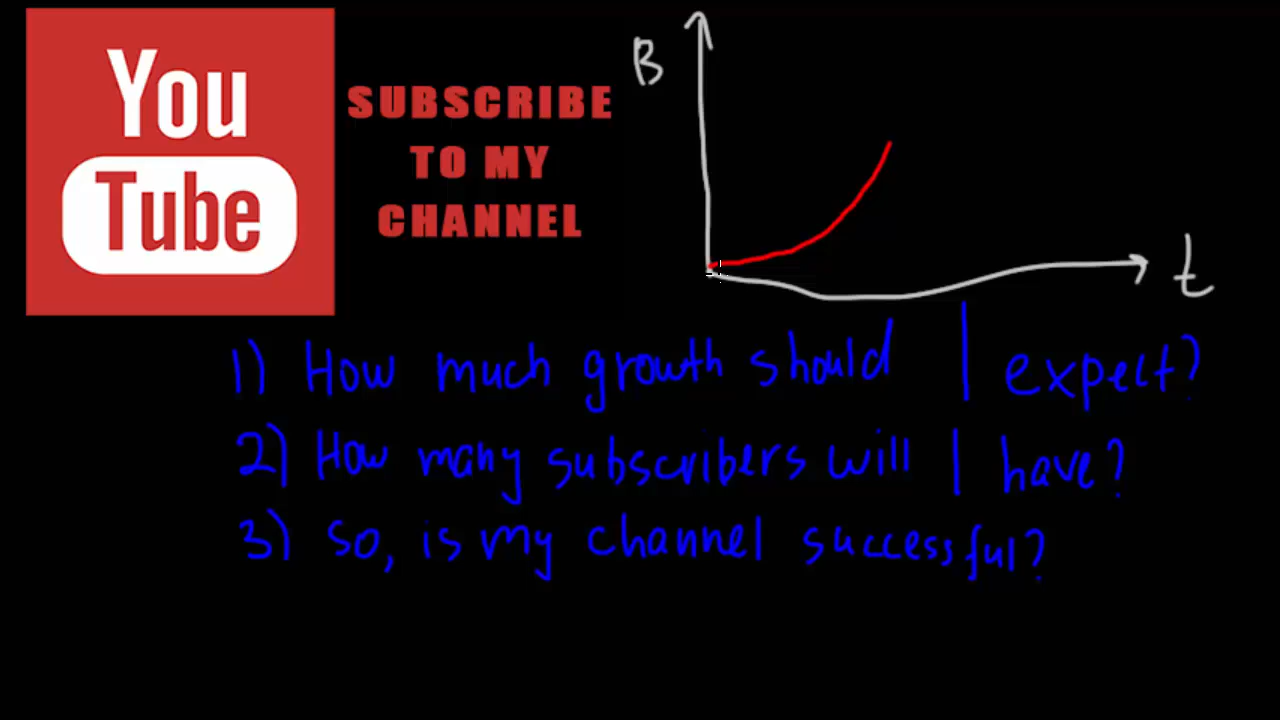 You
Tube
SUBSCRIBE
TO MY
CHANNEL
B
t
1) How much growth should I expect?
2) How many subscribers will I have?
3) So, is my channel successful?